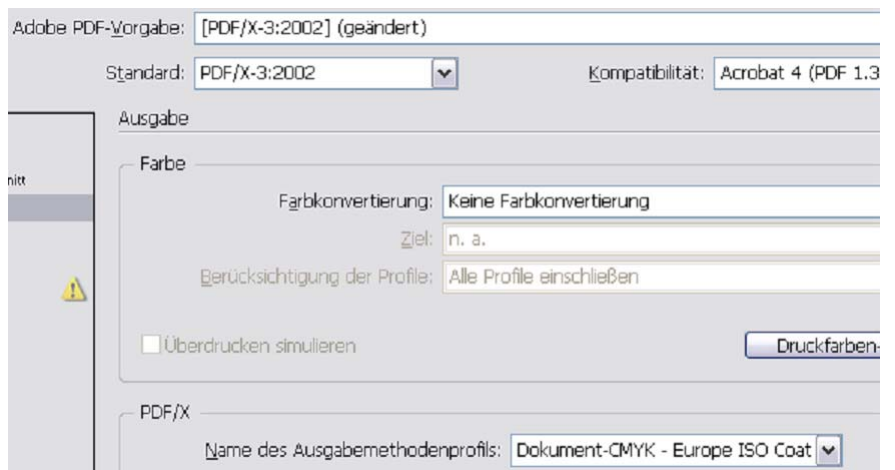 Adobe PDF-Vorgabe: [PDF/X-3:2002] (geändert)
Standard: PDF/X-3:2002 Kompatibilität: Acrobat 4 (PDF 1.3
Ausgabe
Farbe
nitt
Farbkonvertierung: Keine Farbkonvertierung
Ziel: n. a.
Berücksichtigung der Profile: Alle Profile einschließen
Überdrucken simulieren Druckfarben-
PDF/X
Name des Ausgabemethodenprofils: Dokument-CMYK - Europe ISO Coat